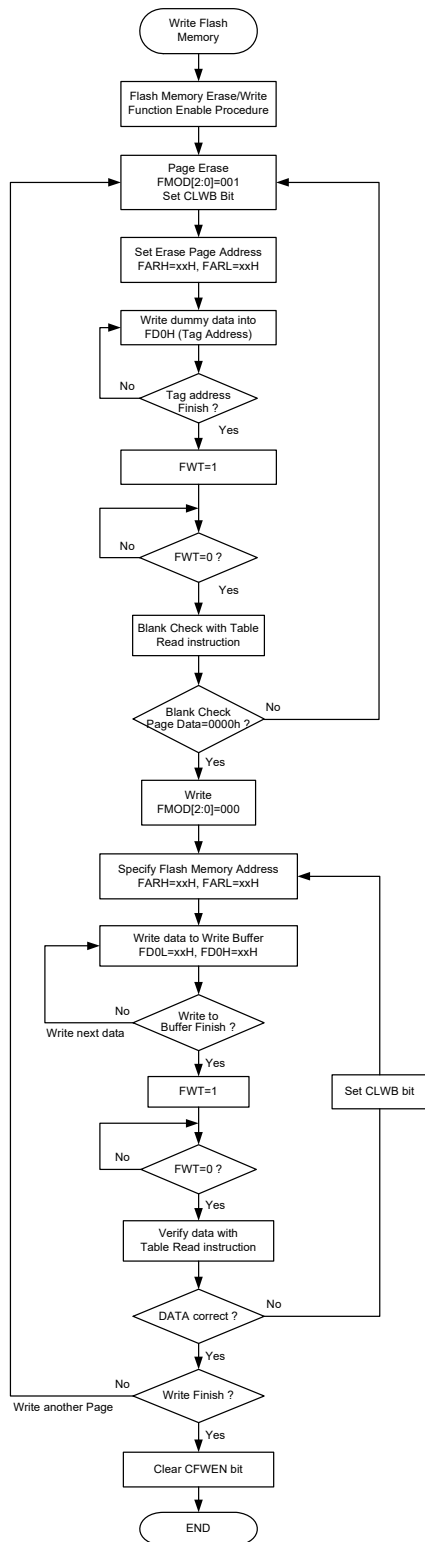 Write Flash
Memory
Flash Memory Erase/Write
Function Enable Procedure
Page Erase
FMOD[2:0]=001
Set CLWB Bit
Set Erase Page Address
FARH=xxH, FARL=xxH
Write dummy data into
FD0H (Tag Address)
No
Tag address
Finish ?
Yes
FWT=1
No
FWT=0 ?
Yes
Blank Check with Table
Read instruction
No
Blank Check
Page Data=0000h ?
Yes
Write
FMOD[2:0]=000
Specify Flash Memory Address
FARH=xxH, FARL=xxH
Write data to Write Buffer
FD0L=xxH, FD0H=xxH
No
Write to
Buffer Finish ?
Write next data
Yes
FWT=1
Set CLWB bit
No
FWT=0 ?
Yes
Verify data with
Table Read instruction
No
DATA correct ?
Yes
No
Write Finish ?
Write another Page
Yes
Clear CFWEN bit
END